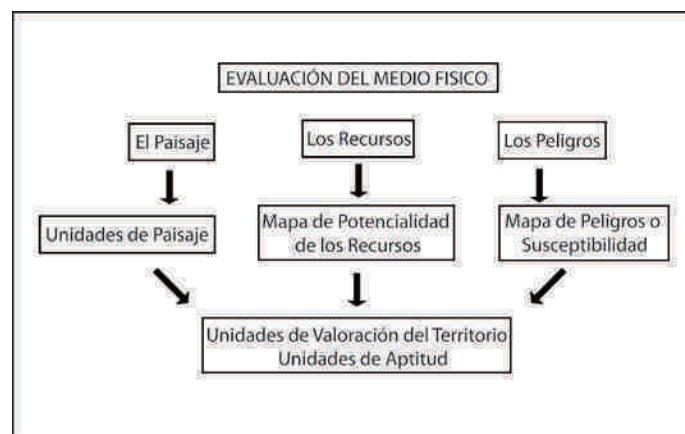 EVALUACIÓN DEL MEDIO FISICO
El Paisaje
Los Recursos
Los Peligros
Unidades de Paisaje
Mapa de Potencialidad
de los Recursos
Mapa de Peligros o
Susceptibilidad
Unidades de Valoración del Territorio
Unidades de Aptitud